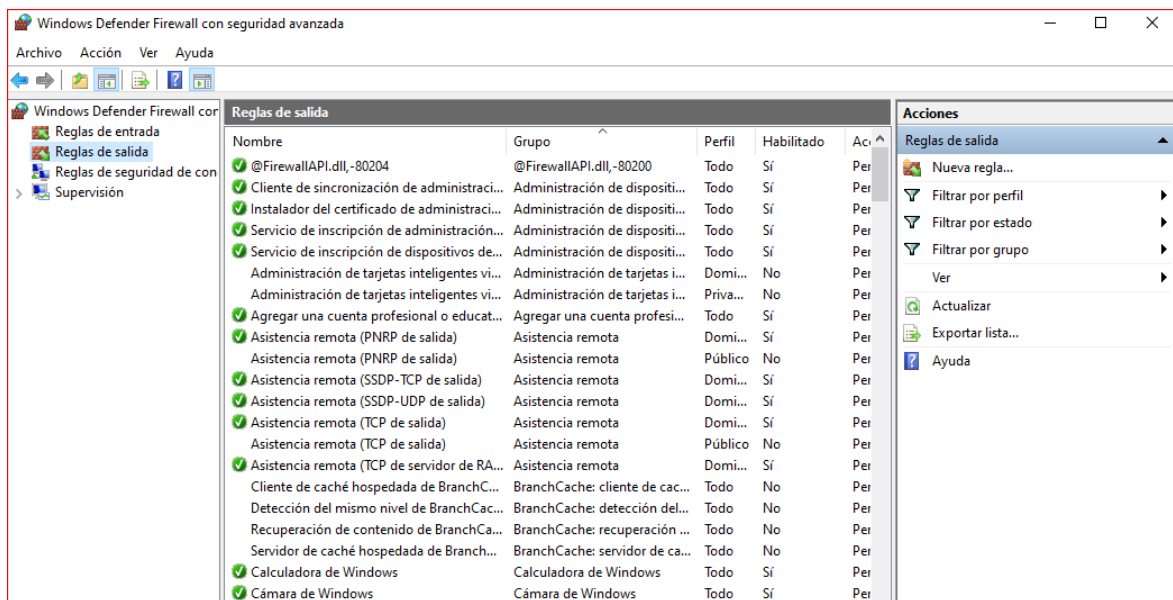 Windows Defender Firewall con seguridad avanzada
Archivo Acción Ver Ayuda
Windows Defender Firewall con
Reglas de entrada
Reglas de salida
Reglas de seguridad de con
Supervisión
Reglas de salida
Nombre Grupo Perfil Habilitado Acc
@FirewallAPI.dll,-80204 @FirewallAPI.dll,-80200 Todo Sí Per
Cliente de sincronización de administraci... Administración de dispositi... Todo Sí Per
Instalador del certificado de administraci... Administración de dispositi... Todo Sí Per
Servicio de inscripción de administración... Administración de dispositi... Todo Sí Per
Servicio de inscripción de dispositivos de... Administración de dispositi... Todo Sí Per
Administración de tarjetas inteligentes vi... Administración de tarjetas i... Domi... No Per
Administración de tarjetas inteligentes vi... Administración de tarjetas i... Priva... No Per
Agregar una cuenta profesional o educat... Agregar una cuenta profesi... Todo Sí Per
Asistencia remota (PNRP de salida) Asistencia remota Domi... Sí Per
Asistencia remota (PNRP de salida) Asistencia remota Público No Per
Asistencia remota (SSDP-TCP de salida) Asistencia remota Domi... Sí Per
Asistencia remota (SSDP-UDP de salida) Asistencia remota Domi... Sí Per
Asistencia remota (TCP de salida) Asistencia remota Domi... Sí Per
Asistencia remota (TCP de salida) Asistencia remota Público No Per
Asistencia remota (TCP de servidor de RA... Asistencia remota Domi... Sí Per
Cliente de caché hospedada de BranchC... BranchCache: cliente de cac... Todo No Per
Detección del mismo nivel de BranchCac... BranchCache: detección del... Todo No Per
Recuperación de contenido de BranchCa... BranchCache: recuperación ... Todo No Per
Servidor de caché hospedada de Branch... BranchCache: servidor de ca... Todo No Per
Calculadora de Windows Calculadora de Windows Todo Sí Per
Cámara de Windows Cámara de Windows Todo Sí Per
Acciones
Reglas de salida
Nueva regla...
Filtrar por perfil
Filtrar por estado
Filtrar por grupo
Ver
Actualizar
Exportar lista...
Ayuda